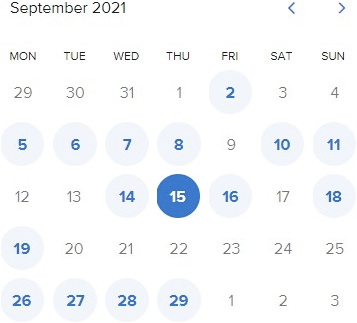 September 2021
MON TUE WED THU FRI SAT SUN
29 30 31 1 2 3 4
5 6 7 8 9 10 11
12 13 14 15 16 17 18
19 20 21 22 23 24 25
26 27 28 29 1 2 3